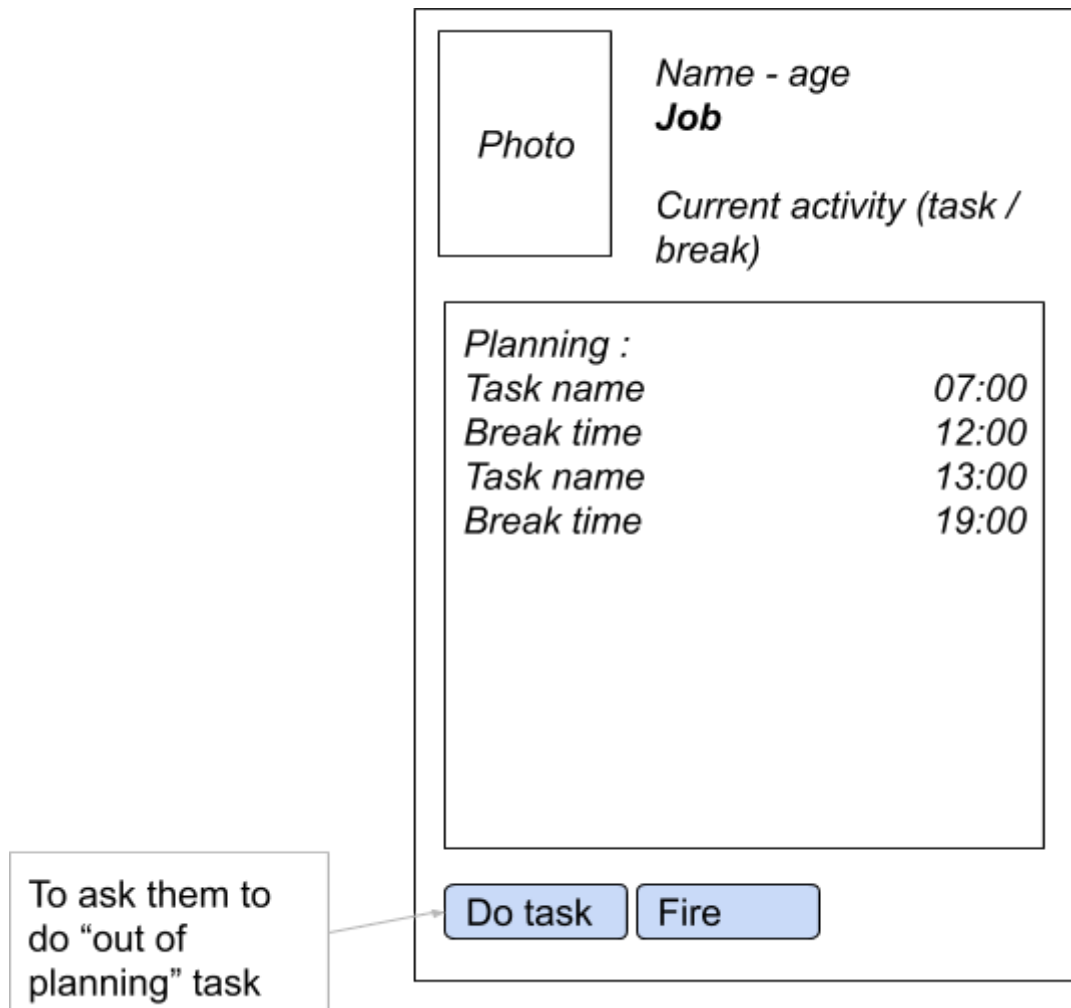 Photo
Name - age
Job
Current activity (task /
break)
Planning :
Task name 07:00
Break time 12:00
Task name 13:00
Break time 19:00
To ask them to
do “out of
planning” task
Do task
Fire